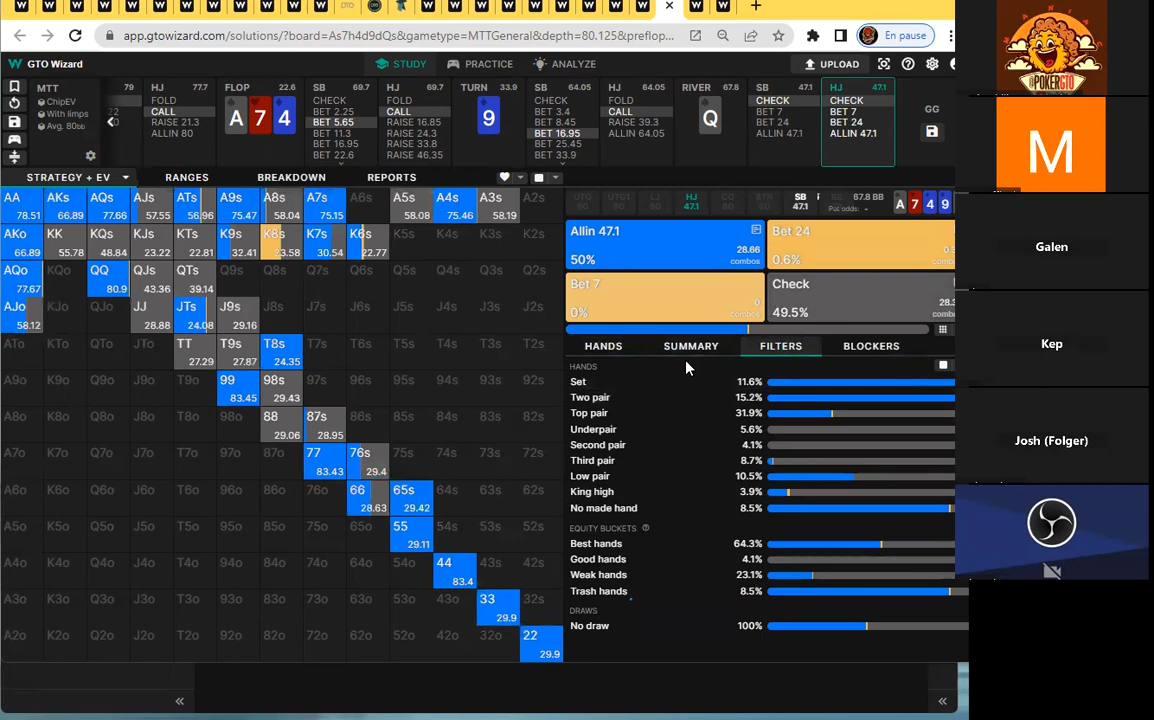 En pause
app.gtowizard.com/solutions/?board=As7h4d9dQs&gametype=MTTGeneral&depth=80.125&preflop...
GTO Wizard
STUDY
PRACTICE
ANALYZE
UPLOAD
MTT 79
ChipEV
With limps
Avg. 80bb
HJ 77.7
FOLD
CALL
RAISE 21.3
ALLIN 80
FLOP 22.6
A 7 4
SB 69.7
CHECK
BET 2.25
BET 5.65
BET 11.3
BET 16.95
BET 22.6
HJ 69.7
FOLD
CALL
RAISE 16.85
RAISE 24.3
RAISE 33.8
RAISE 46.35
TURN 33.9
9
SB 64.05
CHECK
BET 3.4
BET 8.45
BET 16.95
BET 25.45
BET 33.9
HJ 64.05
FOLD
CALL
RAISE 39.3
ALLIN 64.05
RIVER 67.8
Q
SB 47.1
CHECK
BET 7
BET 24
ALLIN 47.1
HJ 47.1
CHECK
BET 7
BET 24
ALLIN 47.1
GG
STRATEGY + EV
RANGES
BREAKDOWN
REPORTS
AA AKs AQs AJs ATs A9s A8s A7s A6s A5s A4s A3s A2s
78.51 66.89 77.66 57.55 56.96 75.47 58.04 75.15 58.08 75.46 58.19
AKo KK KQs KJs KTs K9s K8s K7s K6s K5s K4s K3s K2s
66.89 55.78 48.84 23.22 22.81 32.41 23.58 30.54 22.77
AQo KQo QQ QJs QTs Q9s Q8s Q7s Q6s Q5s Q4s Q3s Q2s
77.67 80.9 43.36 39.14
AJo KJo QJo JJ JTs J9s J8s J7s J6s J5s J4s J3s J2s
58.12 28.88 24.08 29.16
ATo KTo QTo JTo TT T9s T8s T7s T6s T5s T4s T3s T2s
27.29 27.87 24.35
A9o K9o Q9o J9o T9o 99 98s 97s 96s 95s 94s 93s 92s
83.45 29.43
A8o K8o Q8o J8o T8o 98o 88 87s 86s 85s 84s 83s 82s
29.06 28.95
A7o K7o Q7o J7o T7o 97o 87o 77 76s 75s 74s 73s 72s
83.43 29.4
A6o K6o Q6o J6o T6o 96o 86o 76o 66 65s 64s 63s 62s
28.63 29.42
A5o K5o Q5o J5o T5o 95o 85o 75o 65o 55 54s 53s 52s
29.11
A4o K4o Q4o J4o T4o 94o 84o 74o 64o 54o 44 43s 42s
83.4
A3o K3o Q3o J3o T3o 93o 83o 73o 63o 53o 43o 33 32s
29.9
A2o K2o Q2o J2o T2o 92o 82o 72o 62o 52o 42o 32o 22
29.9
HJ
47.1
SB
47.1
67.8 BB
Pot odds: -
A 7 4 9
Allin 47.1
28.66
combos
50%
Bet 24
combos
0.6%
Bet 7
0
combos
0%
Check
combos
49.5%
HANDS
SUMMARY
FILTERS
BLOCKERS
HANDS
Set 11.6%
Two pair 15.2%
Top pair 31.9%
Underpair 5.6%
Second pair 4.1%
Third pair 8.7%
Low pair 10.5%
King high 3.9%
No made hand 8.5%
EQUITY BUCKETS
Best hands 64.3%
Good hands 4.1%
Weak hands 23.1%
Trash hands 8.5%
DRAWS
No draw 100%
@POKERGTO
M
Galen
Kep
Josh (Folger)